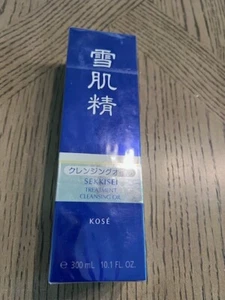 雪肌精
クレンジングオイル
SEKKISEI
TREATMENT
CLEANSING OIL
KOSÉ
℮ 300 mL 10.1 FL. OZ.